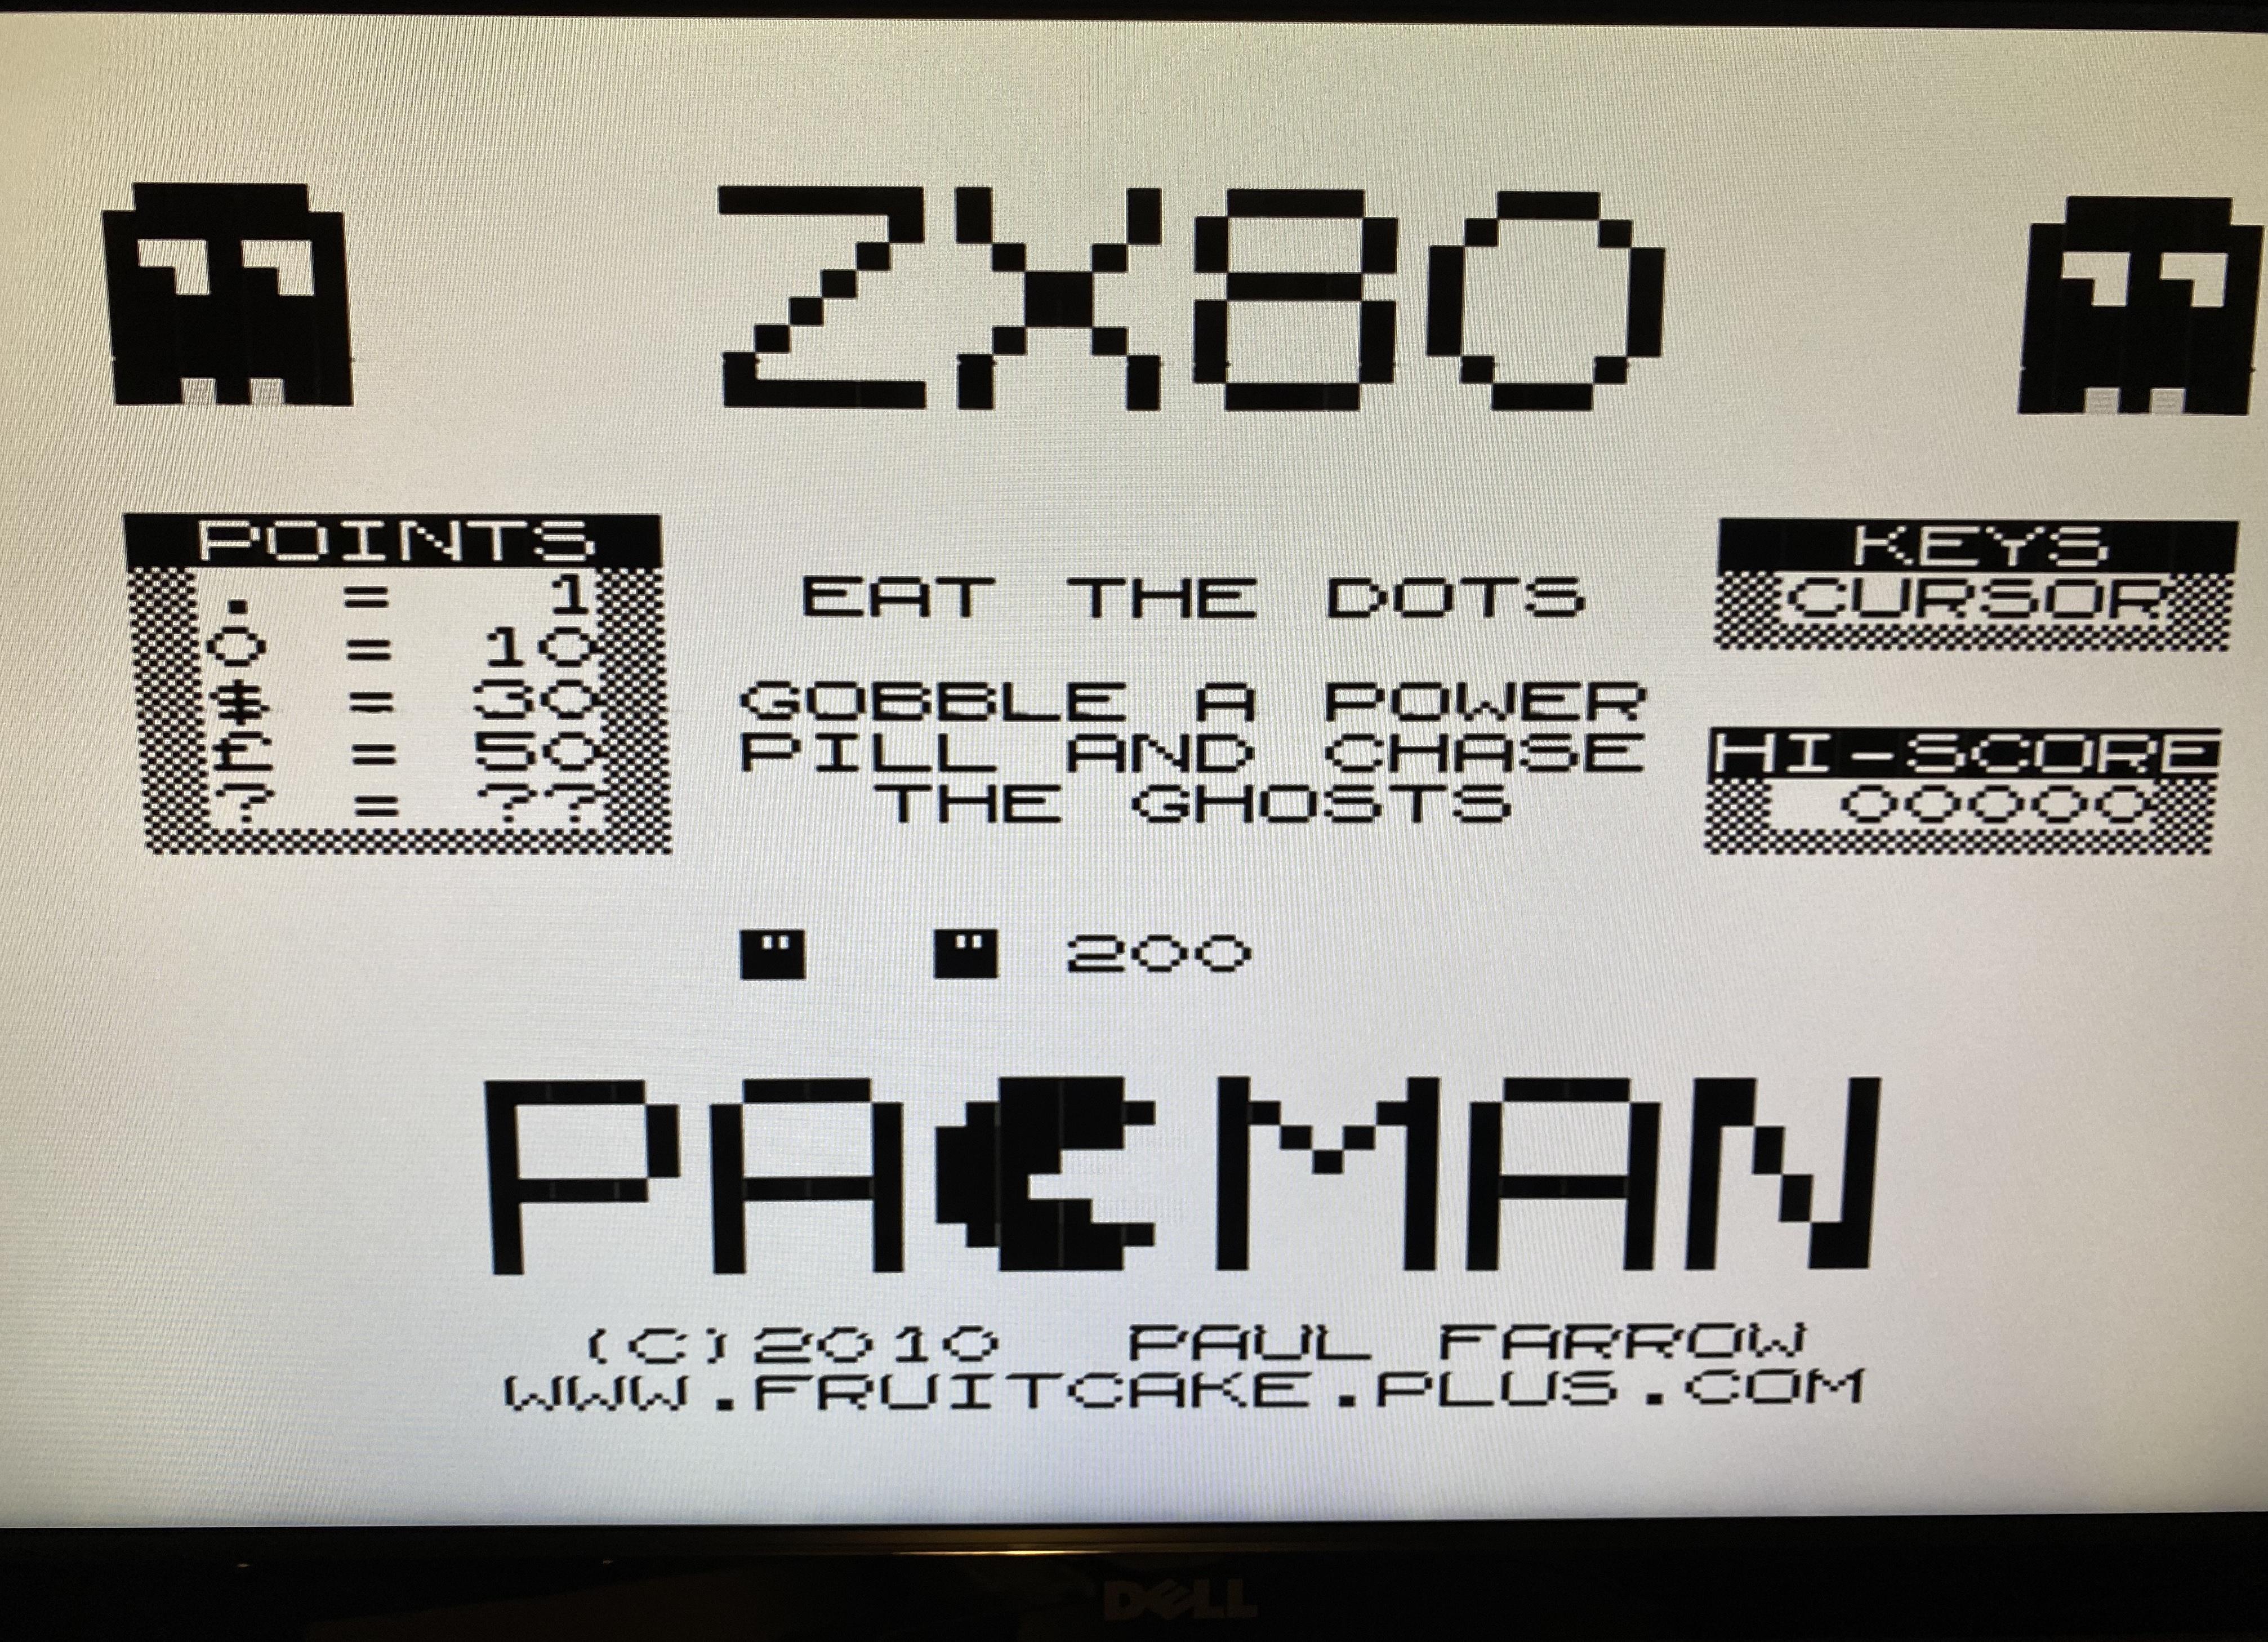 ZX80
POINTS
. = 1
O = 10
$ = 30
£ = 50
? = ??
EAT THE DOTS
GOBBLE A POWER
PILL AND CHASE
THE GHOSTS
KEYS
CURSOR
HI-SCORE
00000
200
PACMAN
(C)2010 PAUL FARROW
WWW.FRUITCAKE.PLUS.COM
DELL